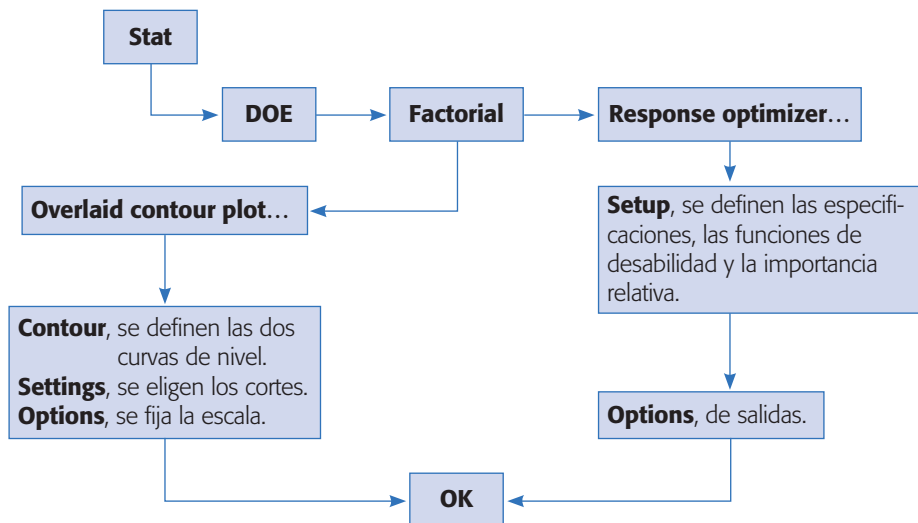 Stat
DOE
Factorial
Response optimizer...
Overlaid contour plot...
Setup, se definen las especifi-
caciones, las funciones de
desabilidad y la importancia
relativa.
Contour, se definen las dos
curvas de nivel.
Settings, se eligen los cortes.
Options, se fija la escala.
Options, de salidas.
OK